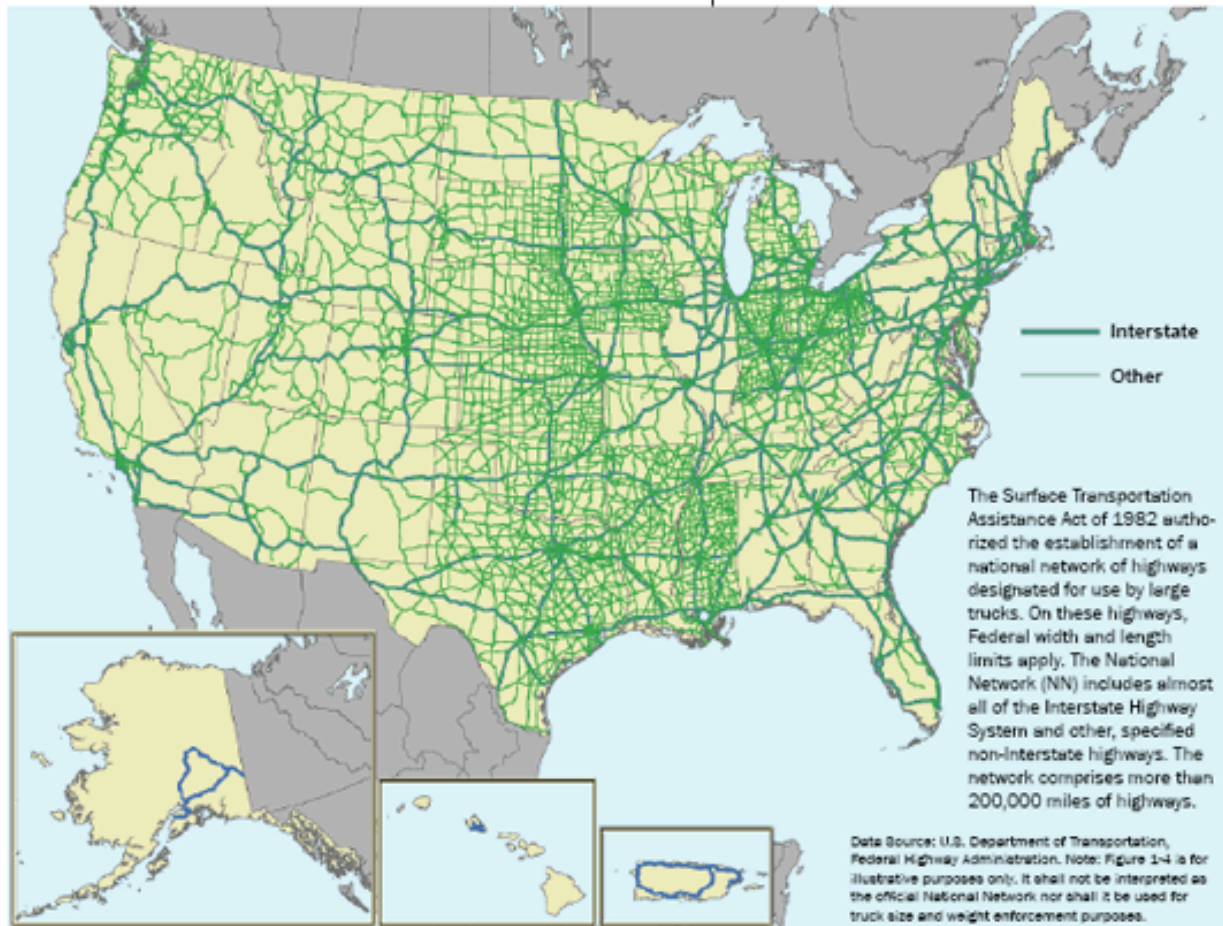 Interstate
Other
The Surface Transportation
Assistance Act of 1982 autho-
rized the establishment of a
national network of highways
designated for use by large
trucks. On these highways,
Federal width and length
limits apply. The National
Network (NN) includes almost
all of the Interstate Highway
System and other, specified
non-Interstate highways. The
network comprises more than
200,000 miles of highways.
Data Source: U.S. Department of Transportation,
Federal Highway Administration. Note: Figure 1-4 is for
illustrative purposes only. It shall not be interpreted as
the official National Network nor shall it be used for
truck size and weight enforcement purposes.